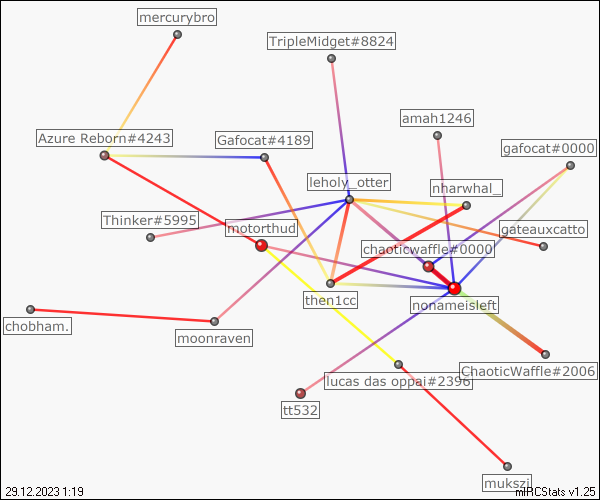 mercurybro
TripleMidget#8824
amah1246
Azure Reborn#4243
Gafocat#4189
gafocat#0000
leholy_otter
nharwhal_
Thinker#5995
motorthud
gateauxcatto
chaoticwaffle#0000
then1cc
nonameisleft
chobham.
moonraven
ChaoticWaffle#2006
lucas das oppai#2396
tt532
mukszi
29.12.2023 1:19
mIRCStats v1.25